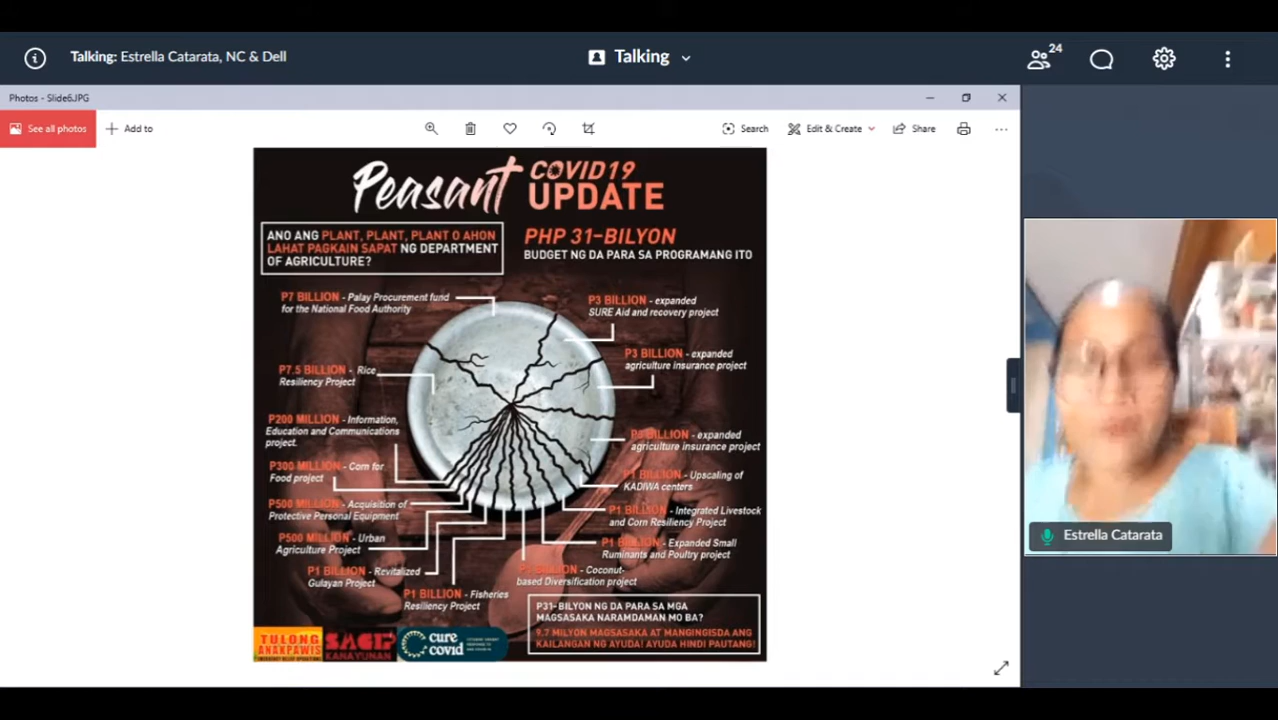 Talking: Estrella Catarata, NC & Dell
Talking
24
Photos - Slide6.JPG
See all photos
Add to
Search
Edit & Create
Share
Peasant COVID19
UPDATE
ANO ANG PLANT, PLANT, PLANT O AHON
LAHAT PAGKAIN SAPAT NG DEPARTMENT
OF AGRICULTURE?
PHP 31-BILYON
BUDGET NG DA PARA SA PROGRAMANG ITO
P7 BILLION - Palay Procurement fund
for the National Food Authority
P3 BILLION - expanded
SURE Aid and recovery project
P3 BILLION - expanded
agriculture insurance project
P7.5 BILLION - Rice
Resiliency Project
P200 MILLION - Information,
Education and Communications
project.
BILLION - expanded
agriculture insurance project
P300 MILLION - Corn for
Food project
P1 BILLION - Upscaling of
KADIWA centers
P500 MILLION - Acquisition of
Protective Personal Equipment
P1 BILLION - Integrated Livestock
and Corn Resiliency Project
P500 MILLION - Urban
Agriculture Project
P1 BILLION - Expanded Small
Ruminants and Poultry project
P1 BILLION - Revitalized
Gulayan Project
BILLION - Coconut-
based Diversification project
P1 BILLION - Fisheries
Resiliency Project
P31-BILYON NG DA PARA SA MGA
MAGSASAKA NARAMDAMAN MO BA?
9.7 MILYON MAGSASAKA AT MANGINGISDA ANG
KAILANGAN NG AYUDA! AYUDA HINDI PAUTANG!
TULONG
ANAKPAWIS
SAGIP
KANAYUNAN
cure
covid
Estrella Catarata